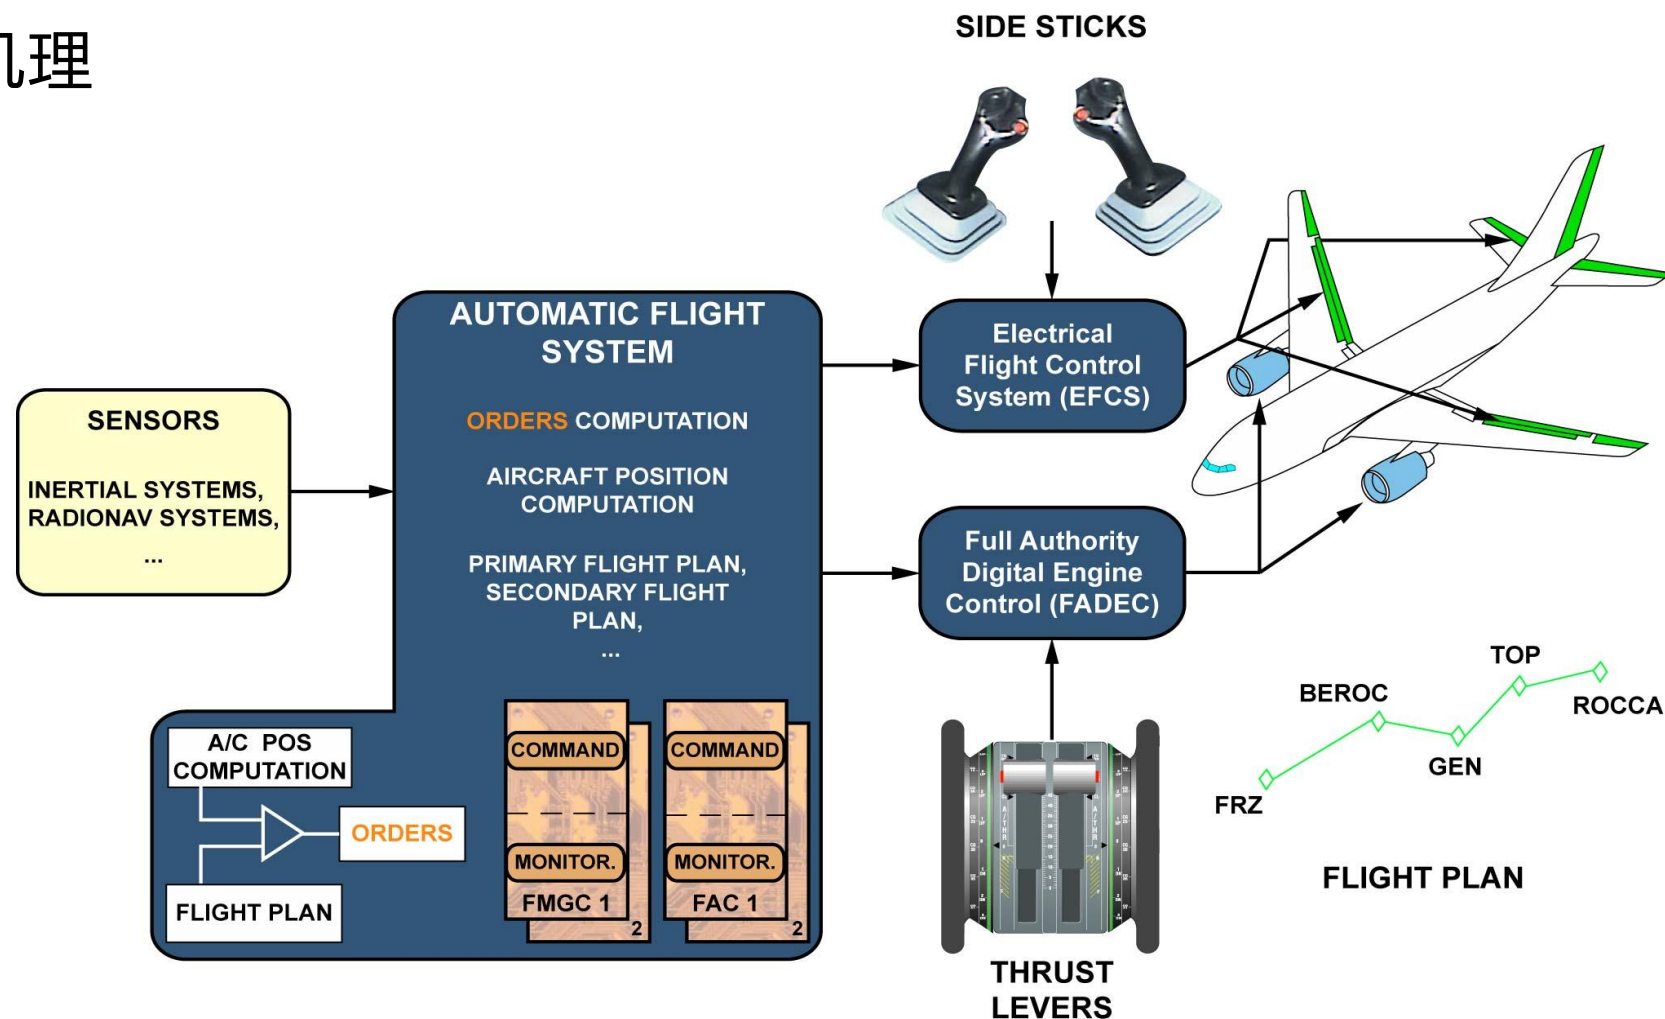 理
SIDE STICKS
AUTOMATIC FLIGHT
SYSTEM
ORDERS COMPUTATION
AIRCRAFT POSITION
COMPUTATION
PRIMARY FLIGHT PLAN,
SECONDARY FLIGHT
PLAN,
...
SENSORS
INERTIAL SYSTEMS,
RADIONAV SYSTEMS,
...
Electrical
Flight Control
System (EFCS)
Full Authority
Digital Engine
Control (FADEC)
A/C POS
COMPUTATION
ORDERS
FLIGHT PLAN
COMMAND
MONITOR.
FMGC 1
2
COMMAND
MONITOR.
FAC 1
2
THRUST
LEVERS
FRZ
BEROC
GEN
TOP
ROCCA
FLIGHT PLAN